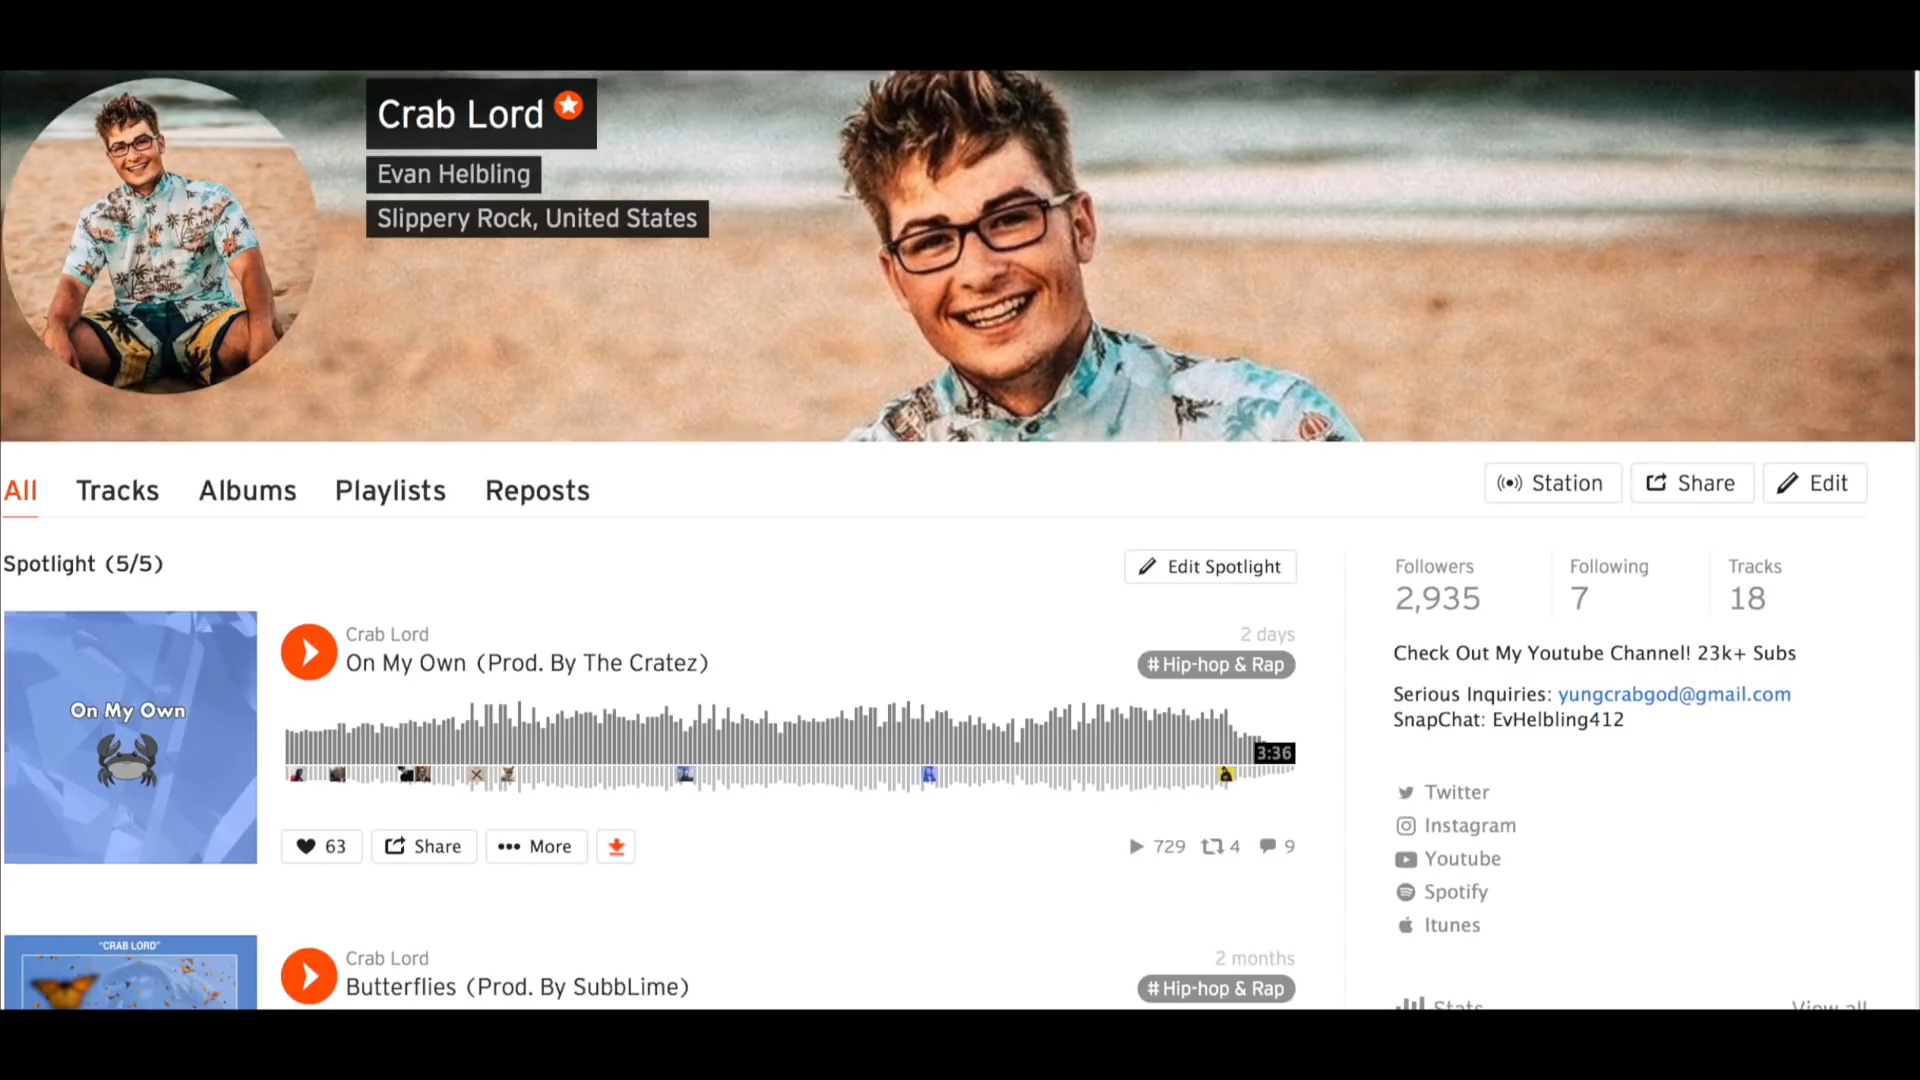 Crab Lord
Evan Helbling
Slippery Rock, United States
All Tracks Albums Playlists Reposts
Station Share Edit
Spotlight (5/5)
Edit Spotlight
Followers Following Tracks
2,935 7 18
On My Own
Crab Lord
2 days
On My Own (Prod. By The Cratez)
# Hip-hop & Rap
3:36
63 Share More
729 4 9
Check Out My Youtube Channel! 23k+ Subs
Serious Inquiries: yungcrabgod@gmail.com
SnapChat: EvHelbling412
Twitter
Instagram
Youtube
Spotify
Itunes
"CRAB LORD"
Crab Lord
2 months
Butterflies (Prod. By SubbLime)
# Hip-hop & Rap
Stats View all